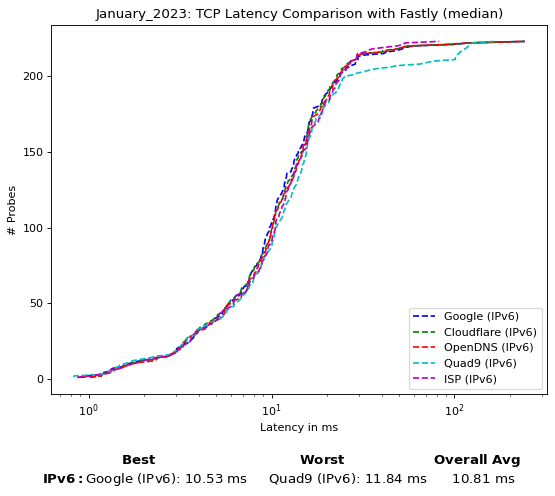 January_2023: TCP Latency Comparison with Fastly (median)
# Probes
200
150
100
50
0
10^0
10^1
10^2
Latency in ms
Google (IPv6)
Cloudflare (IPv6)
OpenDNS (IPv6)
Quad9 (IPv6)
ISP (IPv6)
Best Worst Overall Avg
IPv6: Google (IPv6): 10.53 ms Quad9 (IPv6): 11.84 ms 10.81 ms